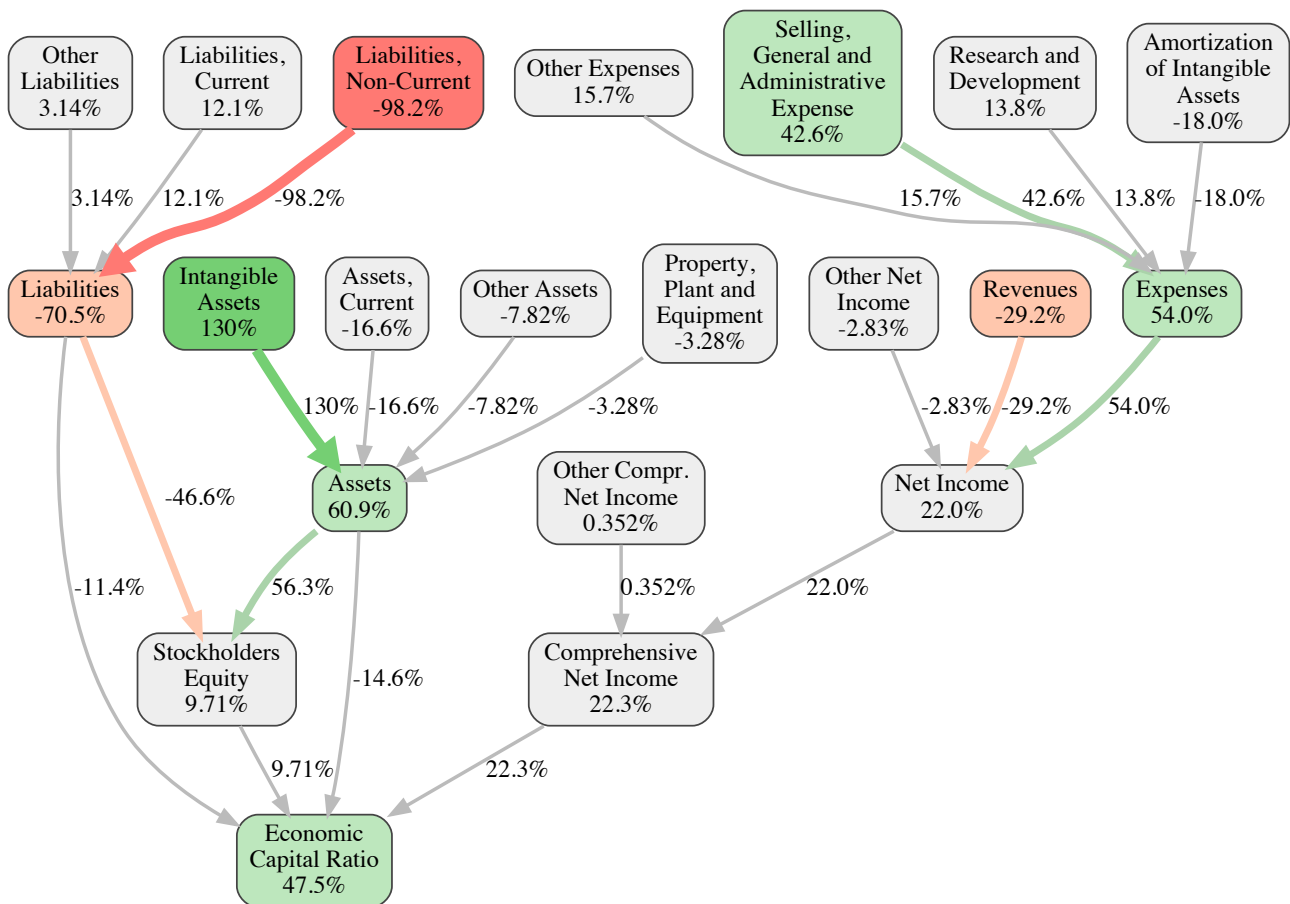 Other
Liabilities
3.14%
Liabilities,
Current
12.1%
Liabilities,
Non-Current
-98.2%
Other Expenses
15.7%
Selling,
General and
Administrative
Expense
42.6%
Research and
Development
13.8%
Amortization
of Intangible
Assets
-18.0%
3.14%
12.1%
-98.2%
15.7%
42.6%
13.8%
-18.0%
Liabilities
-70.5%
Intangible
Assets
130%
Assets,
Current
-16.6%
Other Assets
-7.82%
Property,
Plant and
Equipment
-3.28%
Other Net
Income
-2.83%
Revenues
-29.2%
Expenses
54.0%
130%
-16.6%
-7.82%
-3.28%
-2.83%
-29.2%
54.0%
-46.6%
Assets
60.9%
Other Compr.
Net Income
0.352%
Net Income
22.0%
-11.4%
56.3%
0.352%
22.0%
Stockholders
Equity
9.71%
-14.6%
Comprehensive
Net Income
22.3%
9.71%
22.3%
Economic
Capital Ratio
47.5%